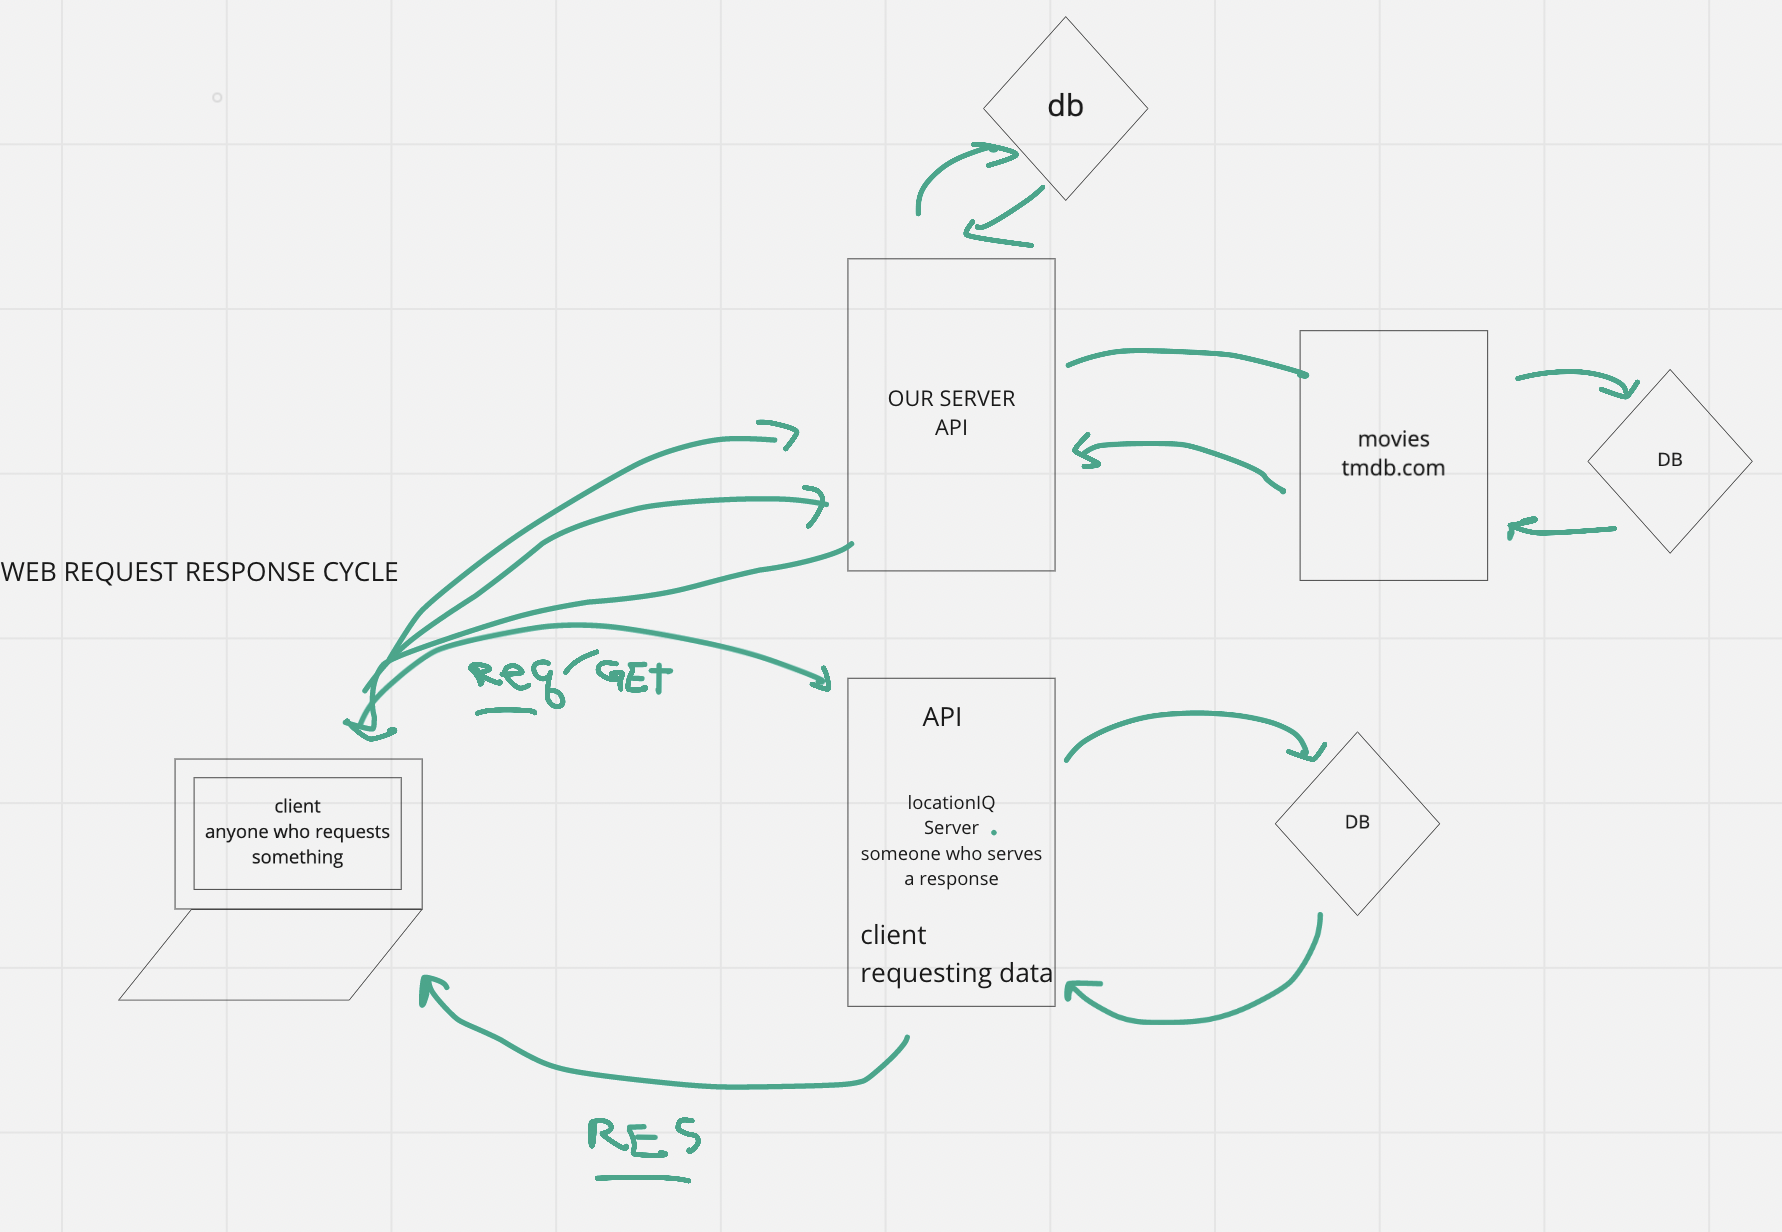 db
OUR SERVER
API
movies
tmdb.com
DB
WEB REQUEST RESPONSE CYCLE
Req/GET
client
anyone who requests
something
API
locationIQ
Server
someone who serves
a response
client
requesting data
DB
RES